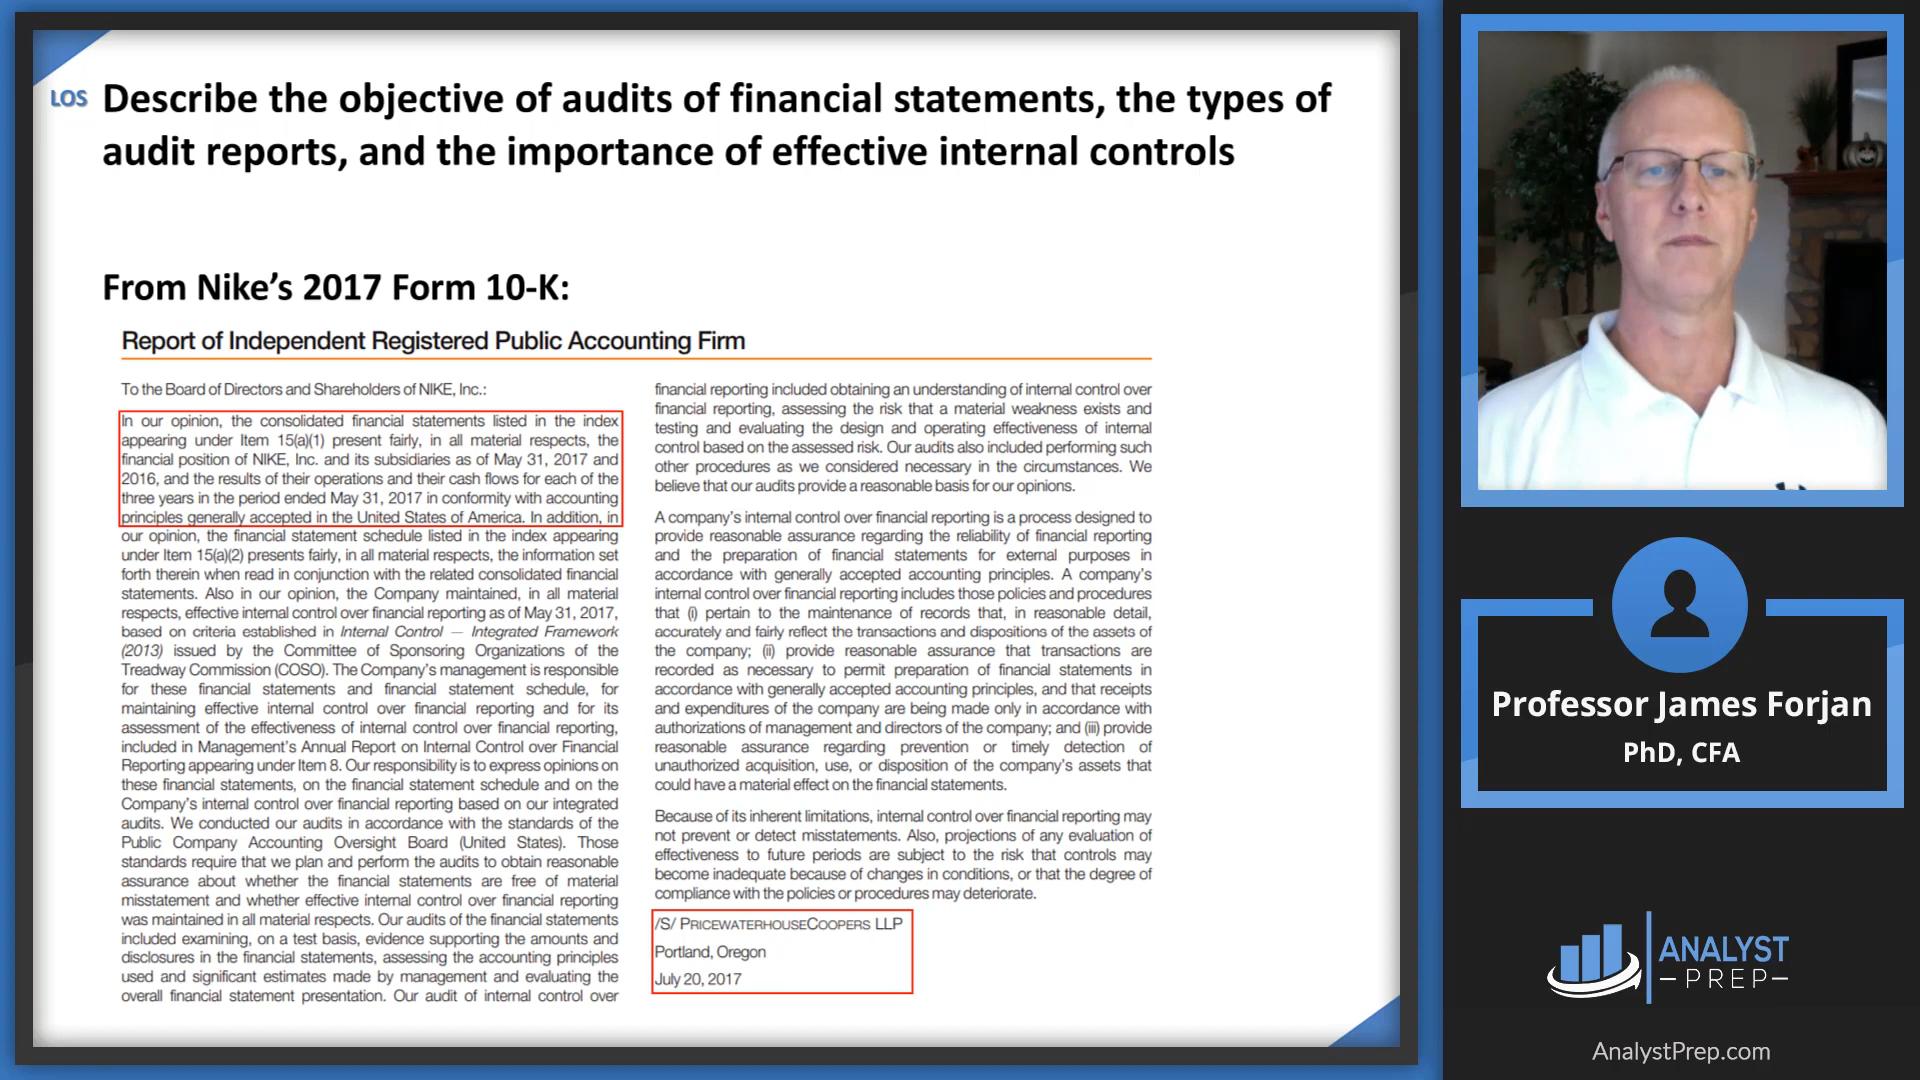 LOS
Describe the objective of audits of financial statements, the types of
audit reports, and the importance of effective internal controls
From Nike’s 2017 Form 10-K:
Report of Independent Registered Public Accounting Firm
To the Board of Directors and Shareholders of NIKE, Inc.:
In our opinion, the consolidated financial statements listed in the index
appearing under Item 15(a)(1) present fairly, in all material respects, the
financial position of NIKE, Inc. and its subsidiaries as of May 31, 2017 and
2016, and the results of their operations and their cash flows for each of the
three years in the period ended May 31, 2017 in conformity with accounting
principles generally accepted in the United States of America. In addition, in
our opinion, the financial statement schedule listed in the index appearing
under Item 15(a)(2) presents fairly, in all material respects, the information set
forth therein when read in conjunction with the related consolidated financial
statements. Also in our opinion, the Company maintained, in all material
respects, effective internal control over financial reporting as of May 31, 2017,
based on criteria established in Internal Control — Integrated Framework
(2013) issued by the Committee of Sponsoring Organizations of the
Treadway Commission (COSO). The Company’s management is responsible
for these financial statements and financial statement schedule, for
maintaining effective internal control over financial reporting and for its
assessment of the effectiveness of internal control over financial reporting,
included in Management’s Annual Report on Internal Control over Financial
Reporting appearing under Item 8. Our responsibility is to express opinions on
these financial statements, on the financial statement schedule and on the
Company’s internal control over financial reporting based on our integrated
audits. We conducted our audits in accordance with the standards of the
Public Company Accounting Oversight Board (United States). Those
standards require that we plan and perform the audits to obtain reasonable
assurance about whether the financial statements are free of material
misstatement and whether effective internal control over financial reporting
was maintained in all material respects. Our audits of the financial statements
included examining, on a test basis, evidence supporting the amounts and
disclosures in the financial statements, assessing the accounting principles
used and significant estimates made by management and evaluating the
overall financial statement presentation. Our audit of internal control over
financial reporting included obtaining an understanding of internal control over
financial reporting, assessing the risk that a material weakness exists and
testing and evaluating the design and operating effectiveness of internal
control based on the assessed risk. Our audits also included performing such
other procedures as we considered necessary in the circumstances. We
believe that our audits provide a reasonable basis for our opinions.
A company’s internal control over financial reporting is a process designed to
provide reasonable assurance regarding the reliability of financial reporting
and the preparation of financial statements for external purposes in
accordance with generally accepted accounting principles. A company’s
internal control over financial reporting includes those policies and procedures
that (i) pertain to the maintenance of records that, in reasonable detail,
accurately and fairly reflect the transactions and dispositions of the assets of
the company; (ii) provide reasonable assurance that transactions are
recorded as necessary to permit preparation of financial statements in
accordance with generally accepted accounting principles, and that receipts
and expenditures of the company are being made only in accordance with
authorizations of management and directors of the company; and (iii) provide
reasonable assurance regarding prevention or timely detection of
unauthorized acquisition, use, or disposition of the company’s assets that
could have a material effect on the financial statements.
Because of its inherent limitations, internal control over financial reporting may
not prevent or detect misstatements. Also, projections of any evaluation of
effectiveness to future periods are subject to the risk that controls may
become inadequate because of changes in conditions, or that the degree of
compliance with the policies or procedures may deteriorate.
/S/ PRICEWATERHOUSECOOPERS LLP
Portland, Oregon
July 20, 2017
Professor James Forjan
PhD, CFA
ANALYST
PREP
AnalystPrep.com